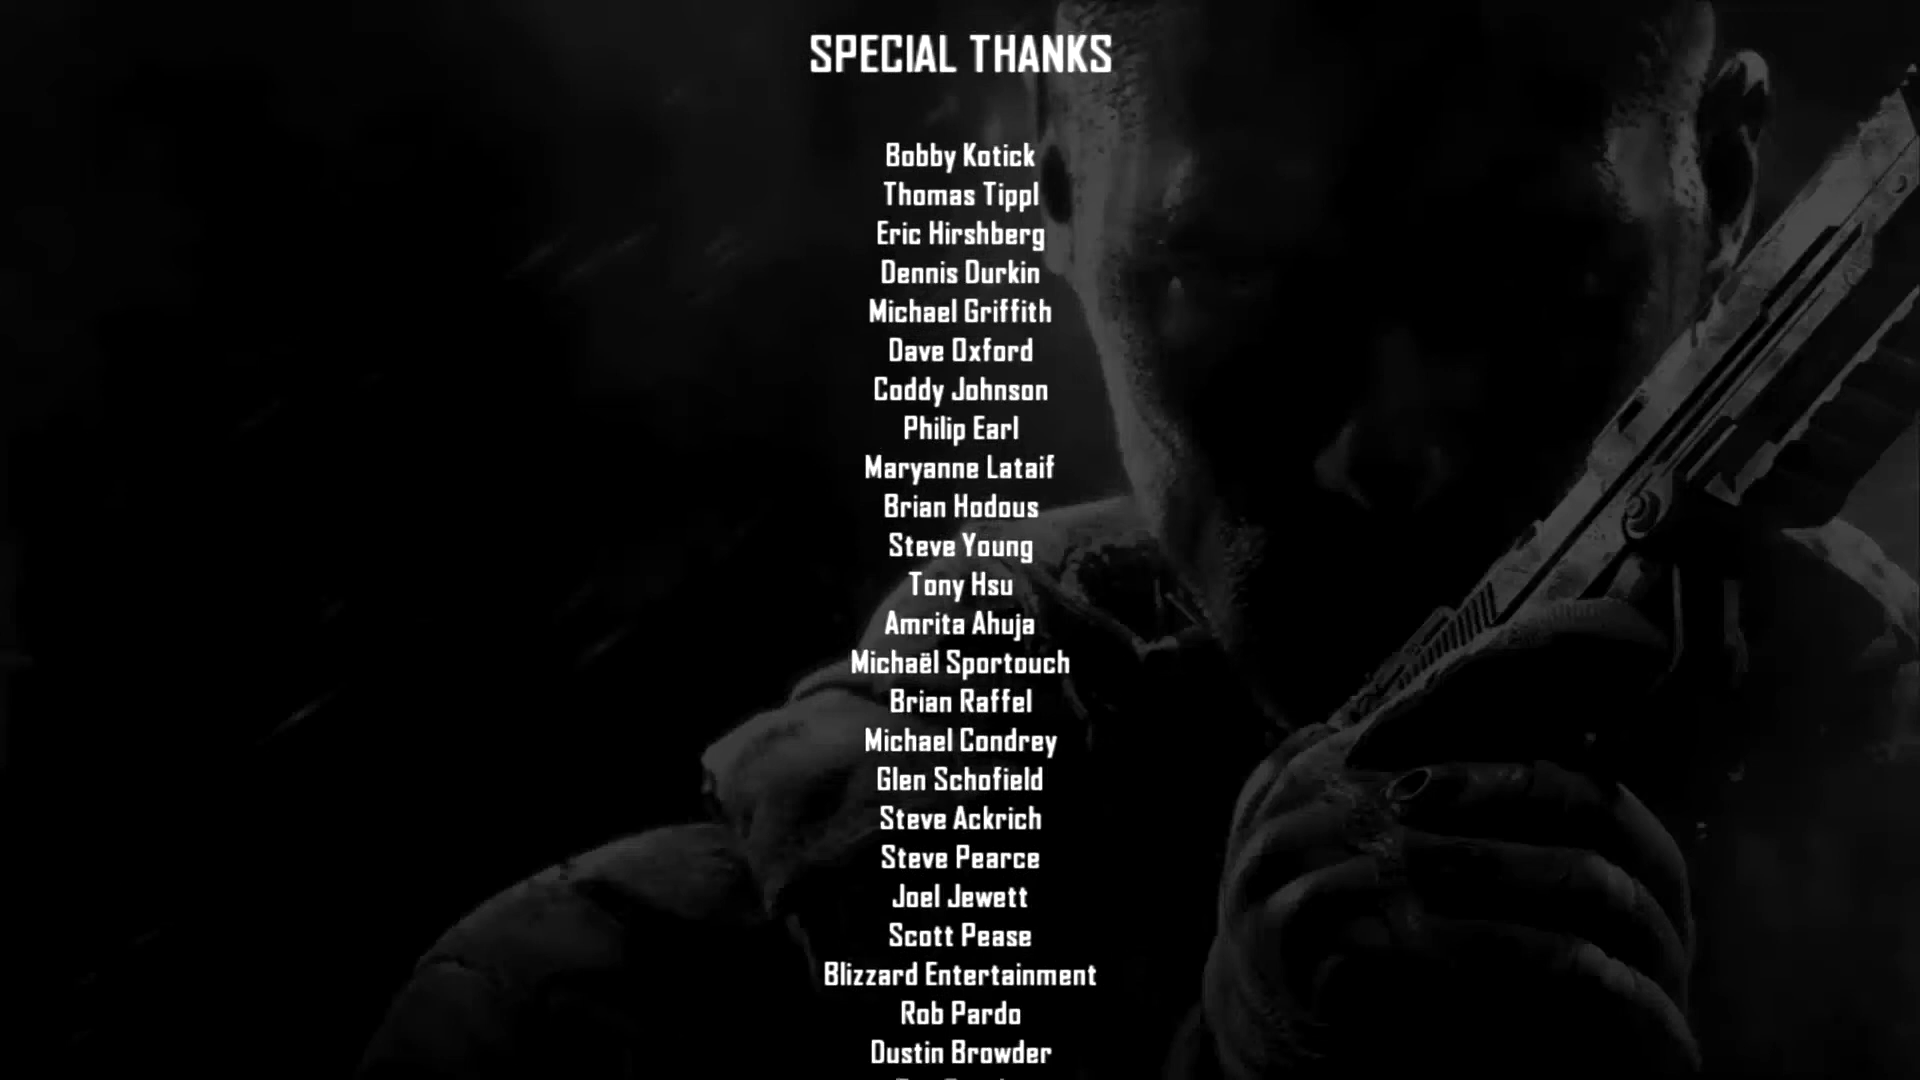 SPECIAL THANKS
Bobby Kotick
Thomas Tippl
Eric Hirshberg
Dennis Durkin
Michael Griffith
Dave Oxford
Coddy Johnson
Philip Earl
Maryanne Lataif
Brian Hodous
Steve Young
Tony Hsu
Amrita Ahuja
Michaël Sportouch
Brian Raffel
Michael Condrey
Glen Schofield
Steve Ackrich
Steve Pearce
Joel Jewett
Scott Pease
Blizzard Entertainment
Rob Pardo
Dustin Browder